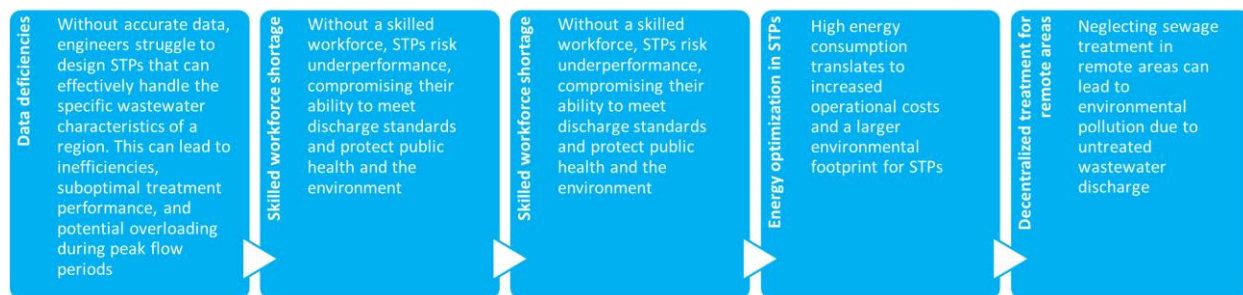 Data deficiencies
Without accurate data,
engineers struggle to
design STPs that can
effectively handle the
specific wastewater
characteristics of a
region. This can lead to
inefficiencies,
suboptimal treatment
performance, and
potential overloading
during peak flow
periods
Skilled workforce shortage
Without a skilled
workforce, STPs risk
underperformance,
compromising their
ability to meet
discharge standards
and protect public
health and the
environment
Skilled workforce shortage
Without a skilled
workforce, STPs risk
underperformance,
compromising their
ability to meet
discharge standards
and protect public
health and the
environment
Energy optimization in STPs
High energy
consumption
translates to
increased
operational costs
and a larger
environmental
footprint for STPs
Decentralized treatment for
remote areas
Neglecting sewage
treatment in
remote areas can
lead to
environmental
pollution due to
untreated
wastewater
discharge